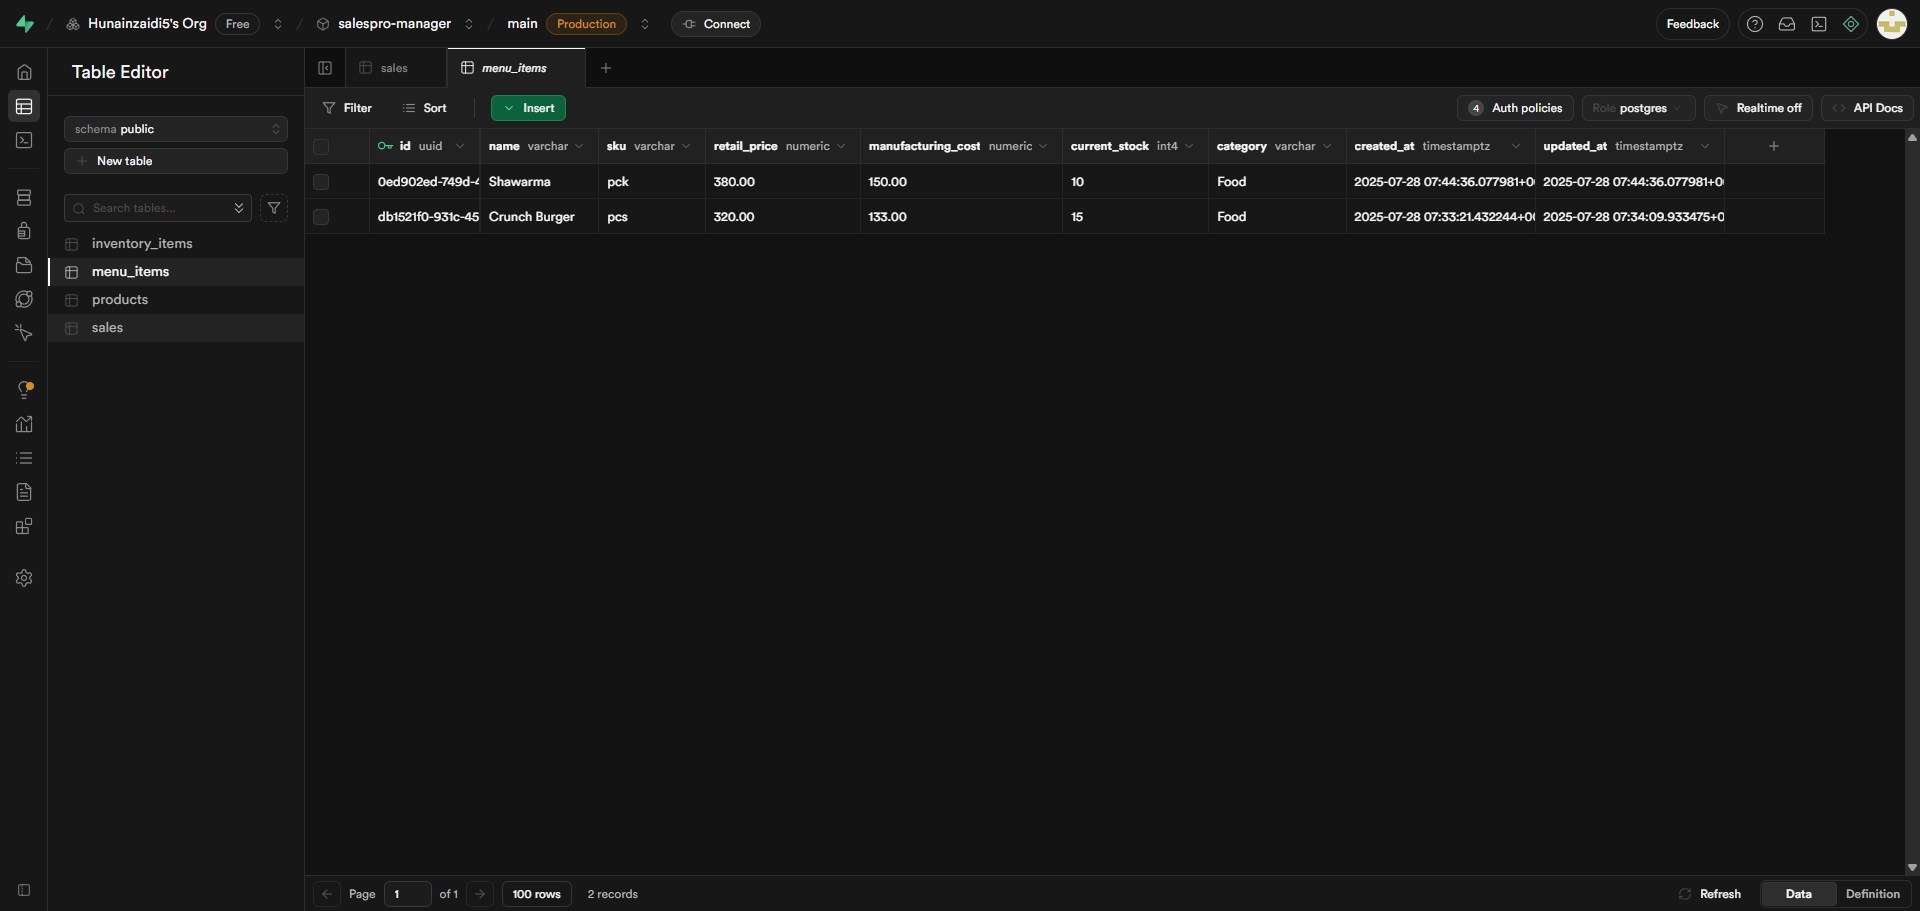 Hunainzaidi5's Org Free salespro-manager main Production Connect Feedback
Table Editor
sales
menu_items
Filter
Sort
Insert
4 Auth policies
Role postgres
Realtime off
API Docs
schema public
New table
Search tables...
inventory_items
menu_items
products
sales
id uuid name varchar sku varchar retail_price numeric manufacturing_cost numeric current_stock int4 category varchar created_at timestamptz updated_at timestamptz
0ed902ed-749d-4 Shawarma pck 380.00 150.00 10 Food 2025-07-28 07:44:36.077981+0 2025-07-28 07:44:36.077981+0
db1521f0-931c-45 Crunch Burger pcs 320.00 133.00 15 Food 2025-07-28 07:33:21.432244+0 2025-07-28 07:34:09.933475+0
Page 1 of 1 100 rows 2 records
Refresh
Data
Definition